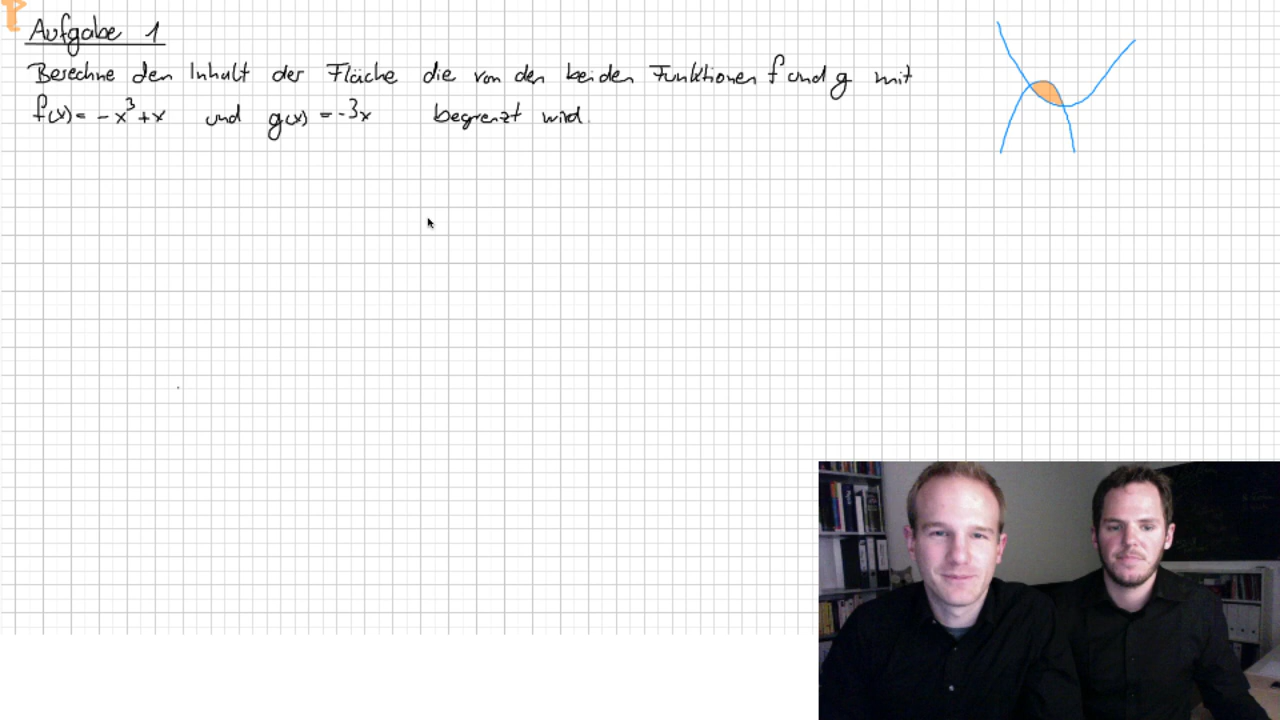 Aufgabe 1
Berechne den Inhalt der Fläche die von den beiden Funktionen f und g mit
f(x) = -x³+x und g(x) = -3x begrenzt wird.